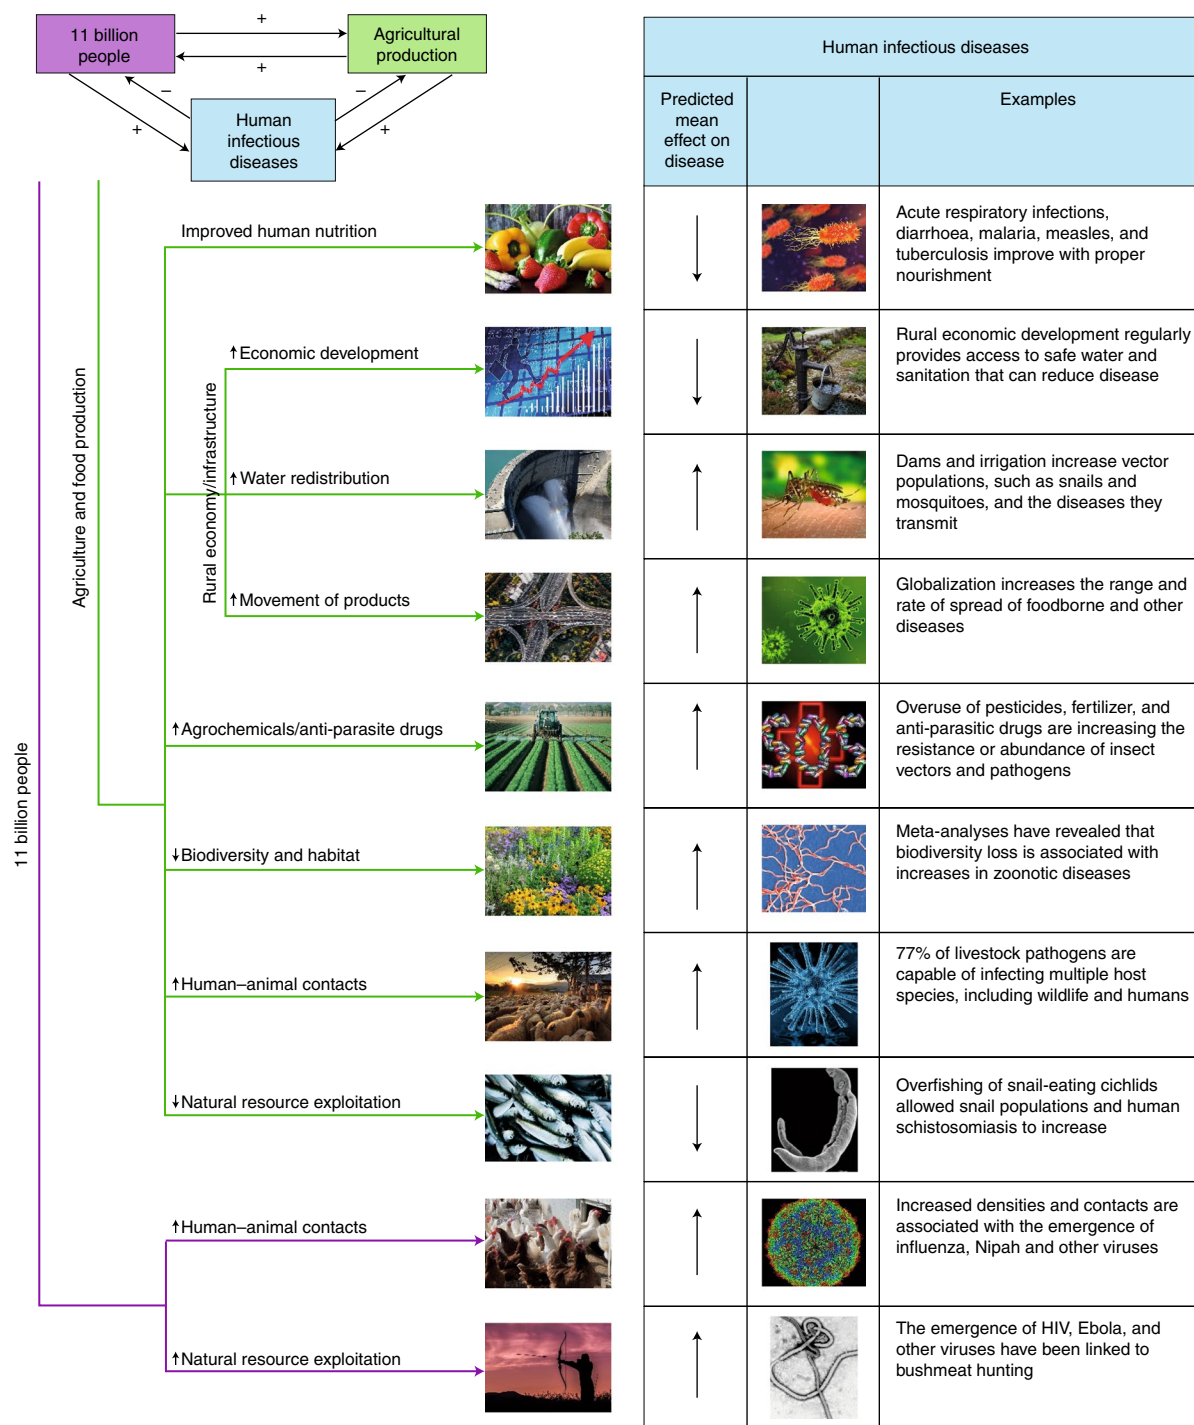 11 billion
people
+
+
Agricultural
production
−
−
+
+
Human
infectious
diseases
Human infectious diseases
Predicted
mean
effect on
disease
Examples
11 billion people
Agriculture and food production
Rural economy/infrastructure
Improved human nutrition
Acute respiratory infections,
diarrhoea, malaria, measles, and
tuberculosis improve with proper
nourishment
↑Economic development
Rural economic development regularly
provides access to safe water and
sanitation that can reduce disease
↑Water redistribution
Dams and irrigation increase vector
populations, such as snails and
mosquitoes, and the diseases they
transmit
↑Movement of products
Globalization increases the range and
rate of spread of foodborne and other
diseases
↑Agrochemicals/anti-parasite drugs
Overuse of pesticides, fertilizer, and
anti-parasitic drugs are increasing the
resistance or abundance of insect
vectors and pathogens
↓Biodiversity and habitat
Meta-analyses have revealed that
biodiversity loss is associated with
increases in zoonotic diseases
↑Human–animal contacts
77% of livestock pathogens are
capable of infecting multiple host
species, including wildlife and humans
↓Natural resource exploitation
Overfishing of snail-eating cichlids
allowed snail populations and human
schistosomiasis to increase
↑Human–animal contacts
Increased densities and contacts are
associated with the emergence of
influenza, Nipah and other viruses
↑Natural resource exploitation
The emergence of HIV, Ebola, and
other viruses have been linked to
bushmeat hunting